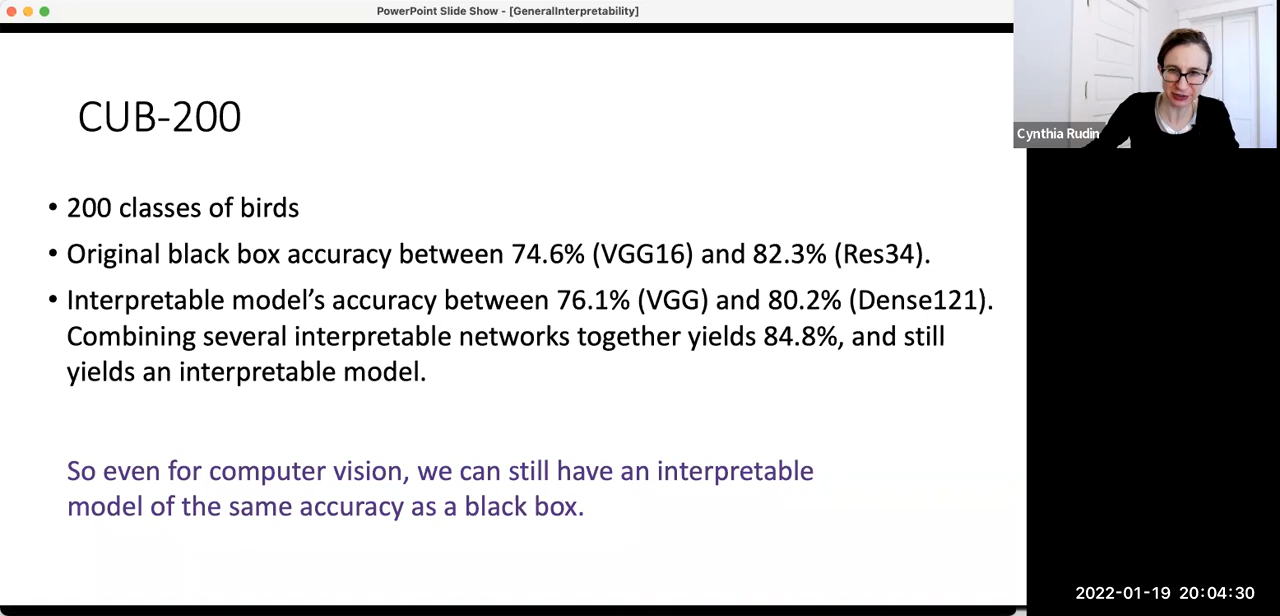 PowerPoint Slide Show - [GeneralInterpretability]
Cynthia Rudin
CUB-200
• 200 classes of birds
• Original black box accuracy between 74.6% (VGG16) and 82.3% (Res34).
• Interpretable model’s accuracy between 76.1% (VGG) and 80.2% (Dense121).
Combining several interpretable networks together yields 84.8%, and still
yields an interpretable model.
So even for computer vision, we can still have an interpretable
model of the same accuracy as a black box.
2022-01-19 20:04:30